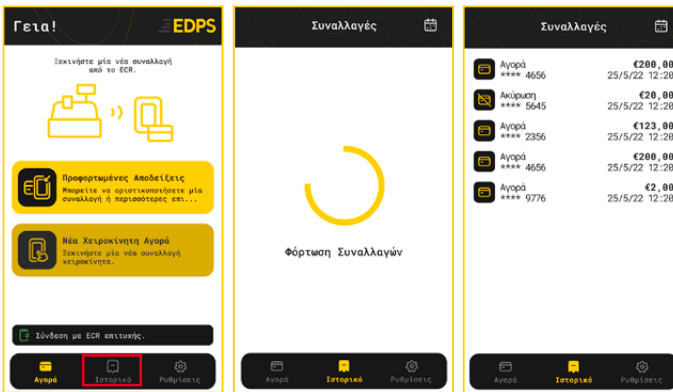 Γεια!
EDPS
Ξεκινήστε μία νέα συναλλαγή
από το ECR.
Προφορτωμένες Αποδείξεις
Μπορείτε να οριστικοποιήσετε μία
συναλλαγή ή περισσότερες επι...
Νέα Χειροκίνητη Αγορά
Ξεκινήστε μία νέα συναλλαγή
χειροκίνητα.
Σύνδεση με ECR επιτυχής.
Αγορά Ιστορικό Ρυθμίσεις
Συναλλαγές
Φόρτωση Συναλλαγών
Αγορά Ιστορικό Ρυθμίσεις
Συναλλαγές
Αγορά €200,00
**** 4656 25/5/22 12:20
Ακύρωση €20,00
**** 5645 25/5/22 12:20
Αγορά €123,00
**** 2356 25/5/22 12:20
Αγορά €200,00
**** 4656 25/5/22 12:20
Αγορά €2,00
**** 9776 25/5/22 12:20
Αγορά Ιστορικό Ρυθμίσεις